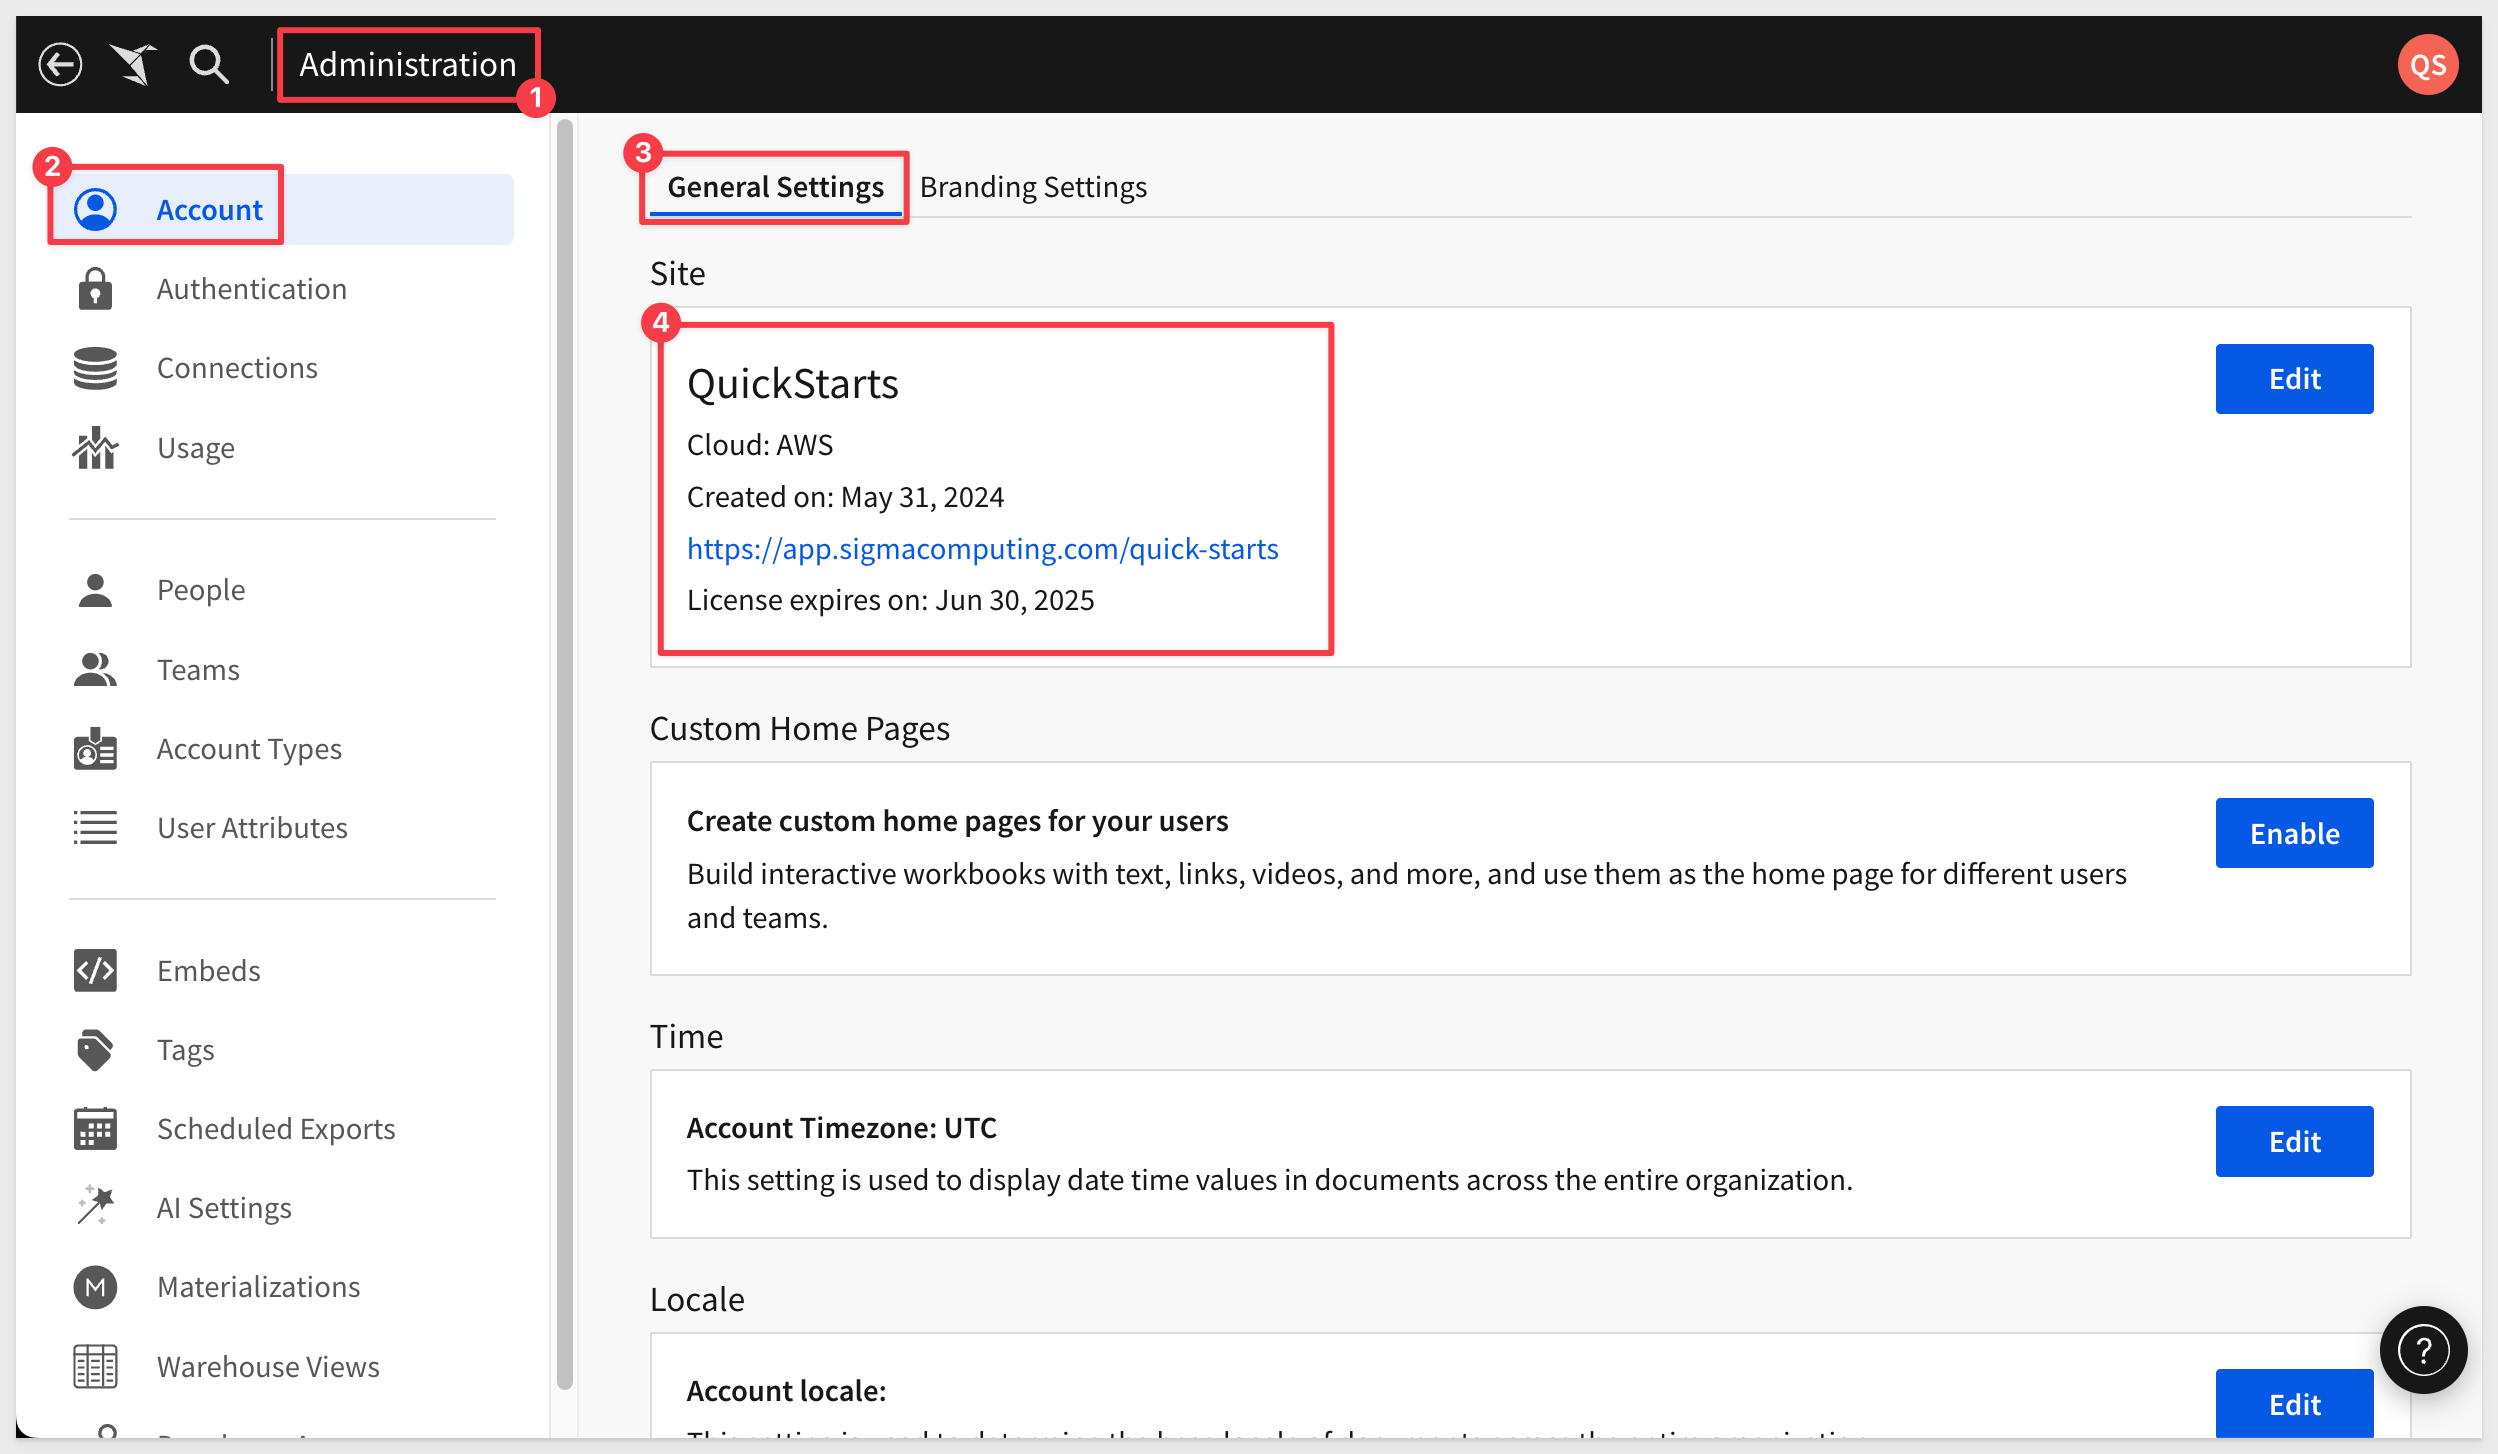 Administration
QS
1
2
Account
Authentication
Connections
Usage
People
Teams
Account Types
User Attributes
Embeds
Tags
Scheduled Exports
AI Settings
M
Materializations
Warehouse Views
3
General Settings
Branding Settings
Site
4
QuickStarts
Edit
Cloud: AWS
Created on: May 31, 2024
https://app.sigmacomputing.com/quick-starts
License expires on: Jun 30, 2025
Custom Home Pages
Create custom home pages for your users
Enable
Build interactive workbooks with text, links, videos, and more, and use them as the home page for different users
and teams.
Time
Account Timezone: UTC
Edit
This setting is used to display date time values in documents across the entire organization.
Locale
?
Account locale:
Edit